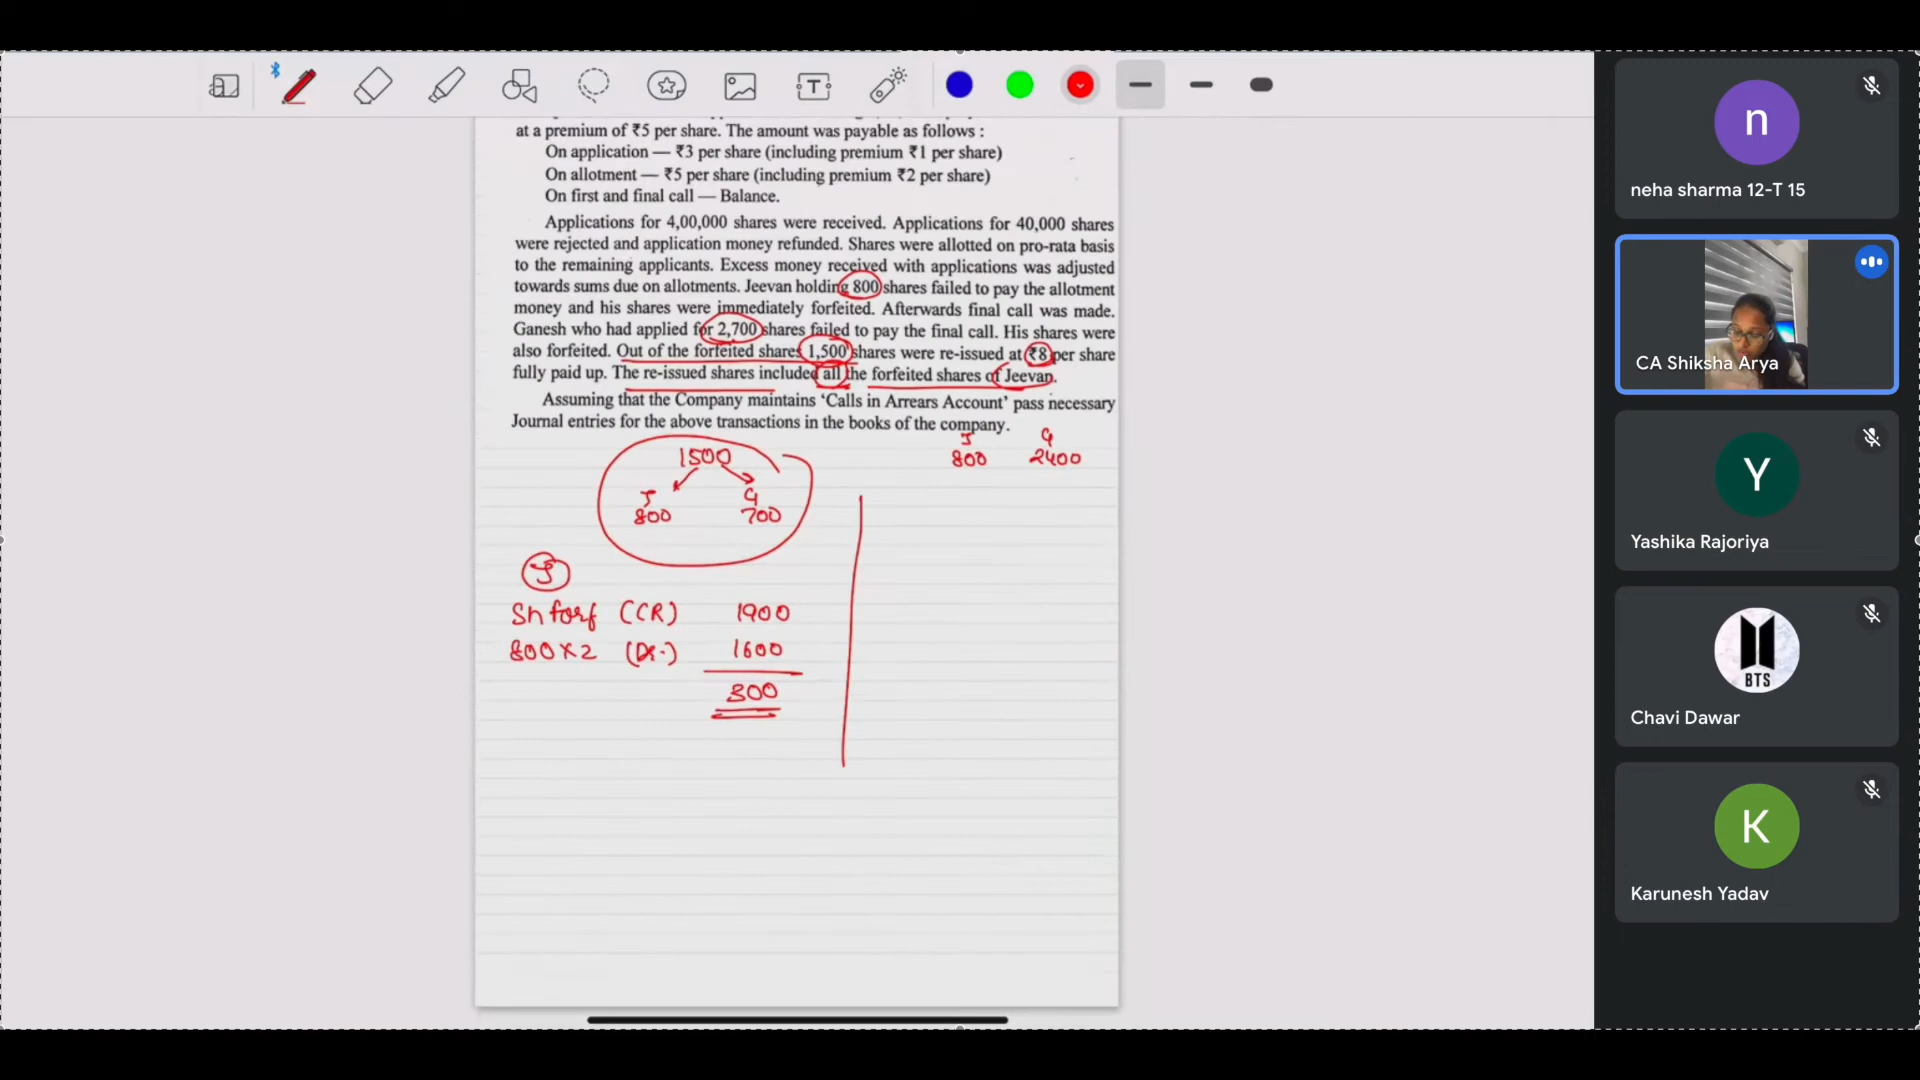 at a premium of ₹5 per share. The amount was payable as follows :
On application — ₹3 per share (including premium ₹1 per share)
On allotment — ₹5 per share (including premium ₹2 per share)
On first and final call — Balance.
Applications for 4,00,000 shares were received. Applications for 40,000 shares
were rejected and application money refunded. Shares were allotted on pro-rata basis
to the remaining applicants. Excess money received with applications was adjusted
towards sums due on allotments. Jeevan holding 800 shares failed to pay the allotment
money and his shares were immediately forfeited. Afterwards final call was made.
Ganesh who had applied for 2,700 shares failed to pay the final call. His shares were
also forfeited. Out of the forfeited shares 1,500 shares were re-issued at ₹8 per share
fully paid up. The re-issued shares included all the forfeited shares of Jeevan.
Assuming that the Company maintains ‘Calls in Arrears Account’ pass necessary
Journal entries for the above transactions in the books of the company.
J G
800 2400
1500
J G
800 700
J
Sh forf (CR) 1900
800×2 (Dr.) 1600
300
n
neha sharma 12-T 15
CA Shiksha Arya
Y
Yashika Rajoriya
BTS
Chavi Dawar
K
Karunesh Yadav